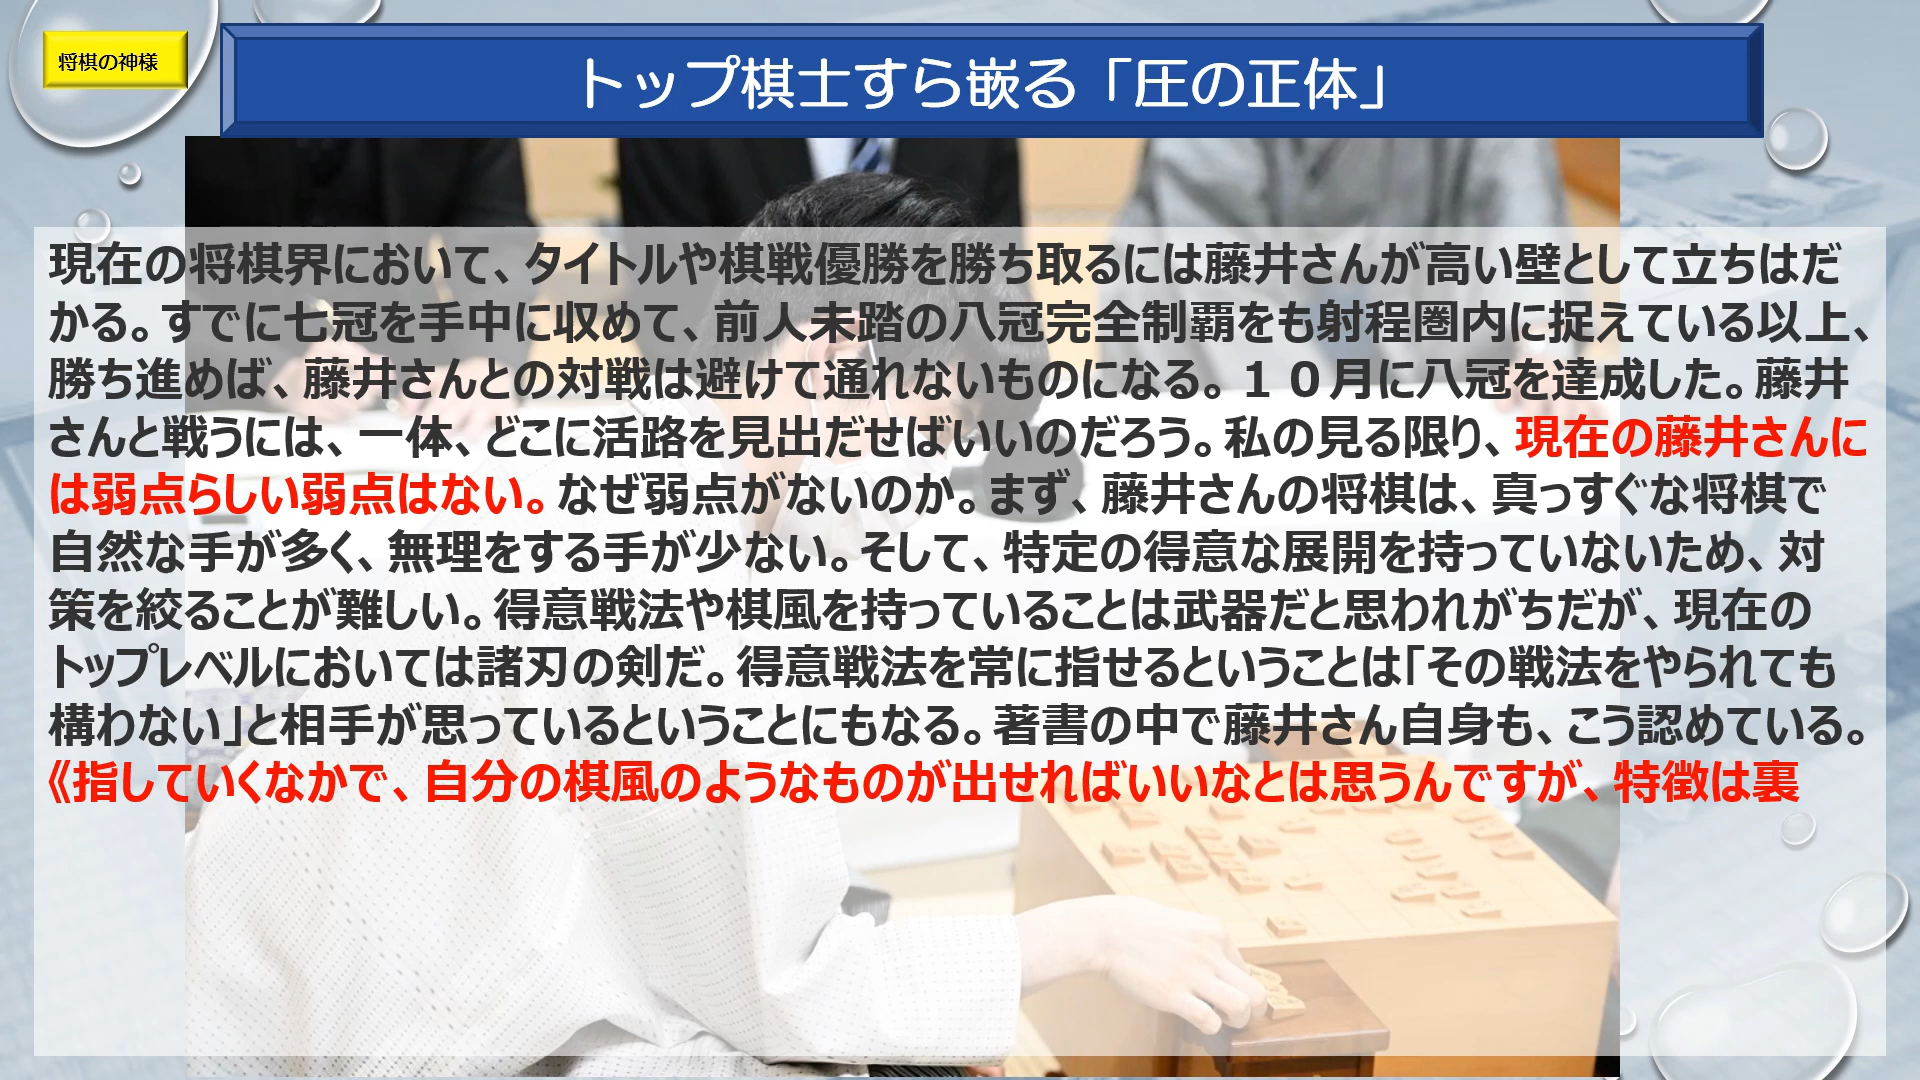 将棋の神様
トップ棋士すら嵌る「圧の正体」
現在の将棋界において、タイトルや棋戦優勝を勝ち取るには藤井さんが高い壁として立ちはだ
かる。すでに七冠を手中に収めて、前人未踏の八冠完全制覇をも射程圏内に捉えている以上、
勝ち進めば、藤井さんとの対戦は避けて通れないものになる。１０月に八冠を達成した。藤井
さんと戦うには、一体、どこに活路を見出だせばいいのだろう。私の見る限り、現在の藤井さんに
は弱点らしい弱点はない。なぜ弱点がないのか。まず、藤井さんの将棋は、真っすぐな将棋で
自然な手が多く、無理をする手が少ない。そして、特定の得意な展開を持っていないため、対
策を絞ることが難しい。得意戦法や棋風を持っていることは武器だと思われがちだが、現在の
トップレベルにおいては諸刃の剣だ。得意戦法を常に指せるということは「その戦法をやられても
構わない」と相手が思っているということにもなる。著書の中で藤井さん自身も、こう認めている。
《指していくなかで、自分の棋風のようなものが出せればいいなとは思うんですが、特徴は裏